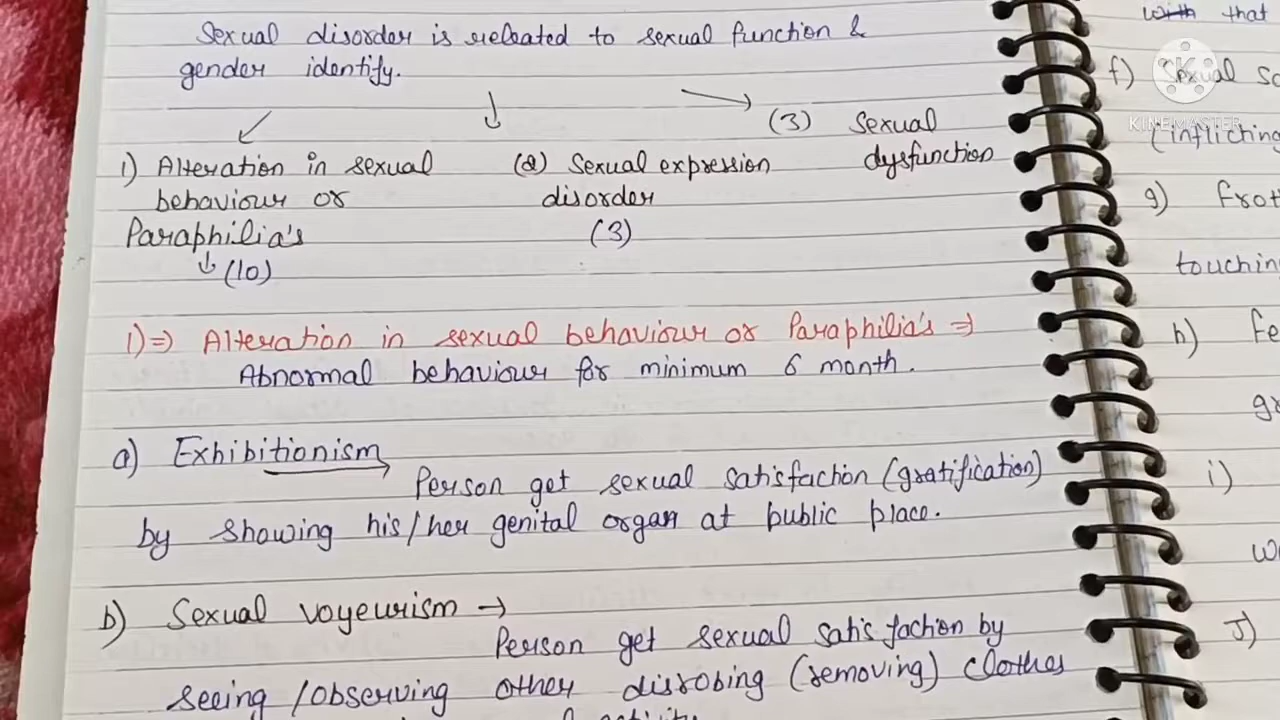 Sexual disorder is releated to sexual function &
gender identify.
1) Alteration in sexual
behaviour or
Paraphilia's
↓ (10)
(2) Sexual expression
disorder
(3)
(3) Sexual
dysfunction
1) ⇒ Alteration in sexual behaviour or Paraphilia's ⇒
Abnormal behaviour for minimum 6 month.
a) Exhibitionism →
Person get sexual satisfaction (gratification)
by showing his/her genital organ at public place.
b) Sexual voyeurism →
Person get sexual satisfaction by
seeing /observing other disrobing (removing) clothes
with that
f) Sexual
(inflicting
g)
touchin
h)
i)
J)
KINEMASTER